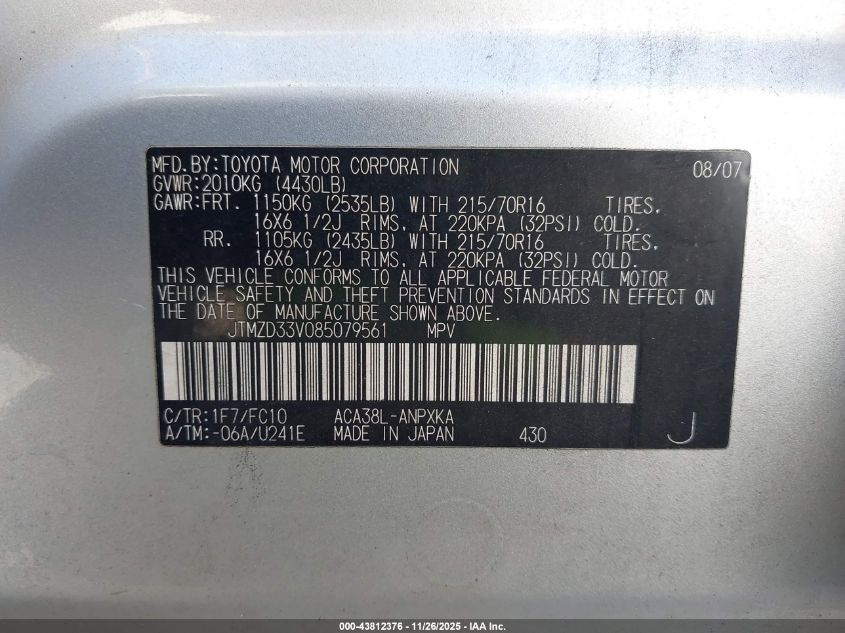 MFD.BY:TOYOTA MOTOR CORPORATION 08/07
GVWR:2010KG (4430LB)
GAWR:FRT. 1150KG (2535LB) WITH 215/70R16 TIRES.
16X6 1/2J RIMS, AT 220KPA (32PSI) COLD.
RR. 1105KG (2435LB) WITH 215/70R16 TIRES.
16X6 1/2J RIMS, AT 220KPA (32PSI) COLD.
THIS VEHICLE CONFORMS TO ALL APPLICABLE FEDERAL MOTOR
VEHICLE SAFETY AND THEFT PREVENTION STANDARDS IN EFFECT ON
THE DATE OF MANUFACTURE SHOWN ABOVE.
JTMZD33V085079561 MPV
C/TR:1F7/FC10 ACA38L-ANPXKA
A/TM:-06A/U241E MADE IN JAPAN 430 J
000-43812376 - 11/26/2025 - IAA Inc.